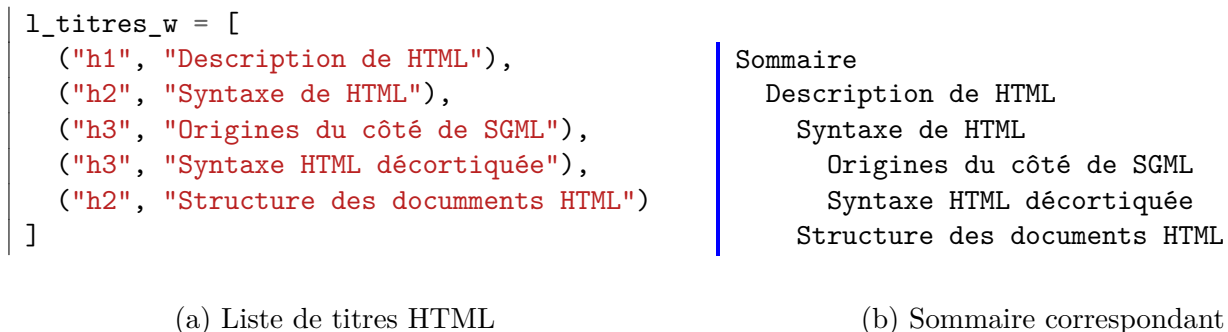 l_titres_w = [
("h1", "Description de HTML"),
("h2", "Syntaxe de HTML"),
("h3", "Origines du côté de SGML"),
("h3", "Syntaxe HTML décortiquée"),
("h2", "Structure des documments HTML")
]
(a) Liste de titres HTML
Sommaire
Description de HTML
Syntaxe de HTML
Origines du côté de SGML
Syntaxe HTML décortiquée
Structure des documents HTML
(b) Sommaire correspondant